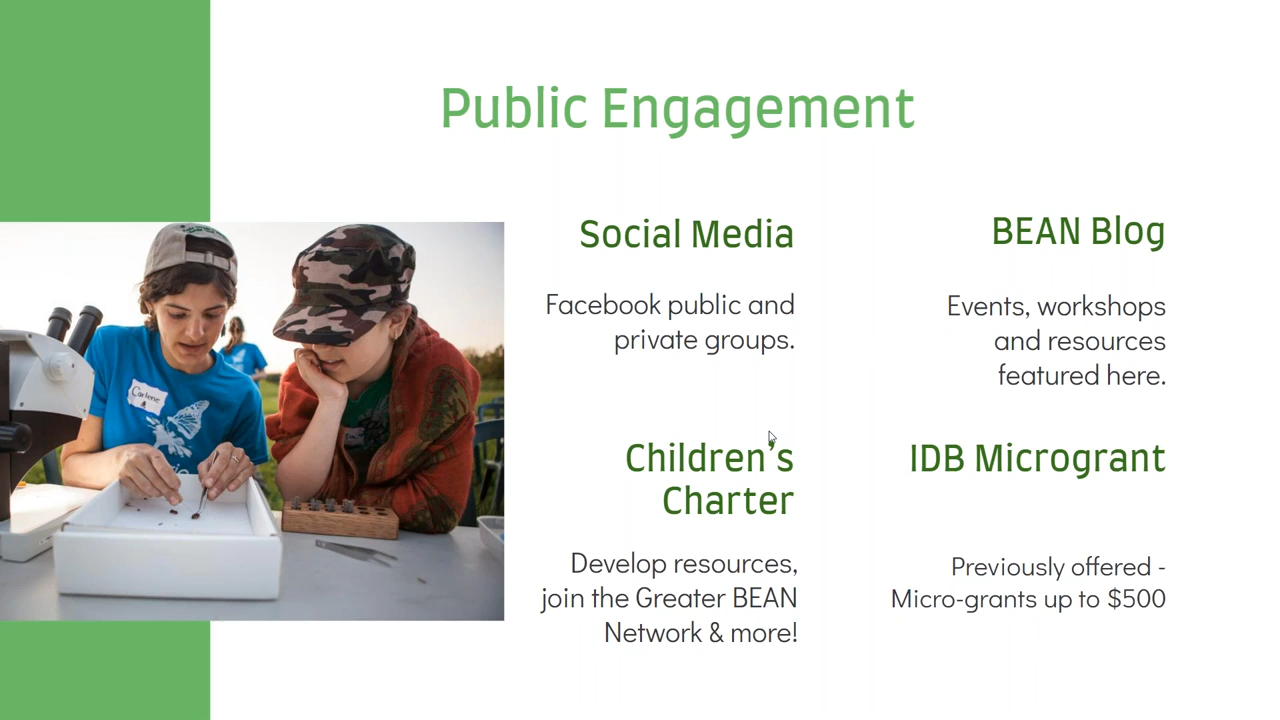 Public Engagement
Social Media
Facebook public and
private groups.
BEAN Blog
Events, workshops
and resources
featured here.
Children's
Charter
Develop resources,
join the Greater BEAN
Network & more!
IDB Microgrant
Previously offered -
Micro-grants up to $500
Carlene